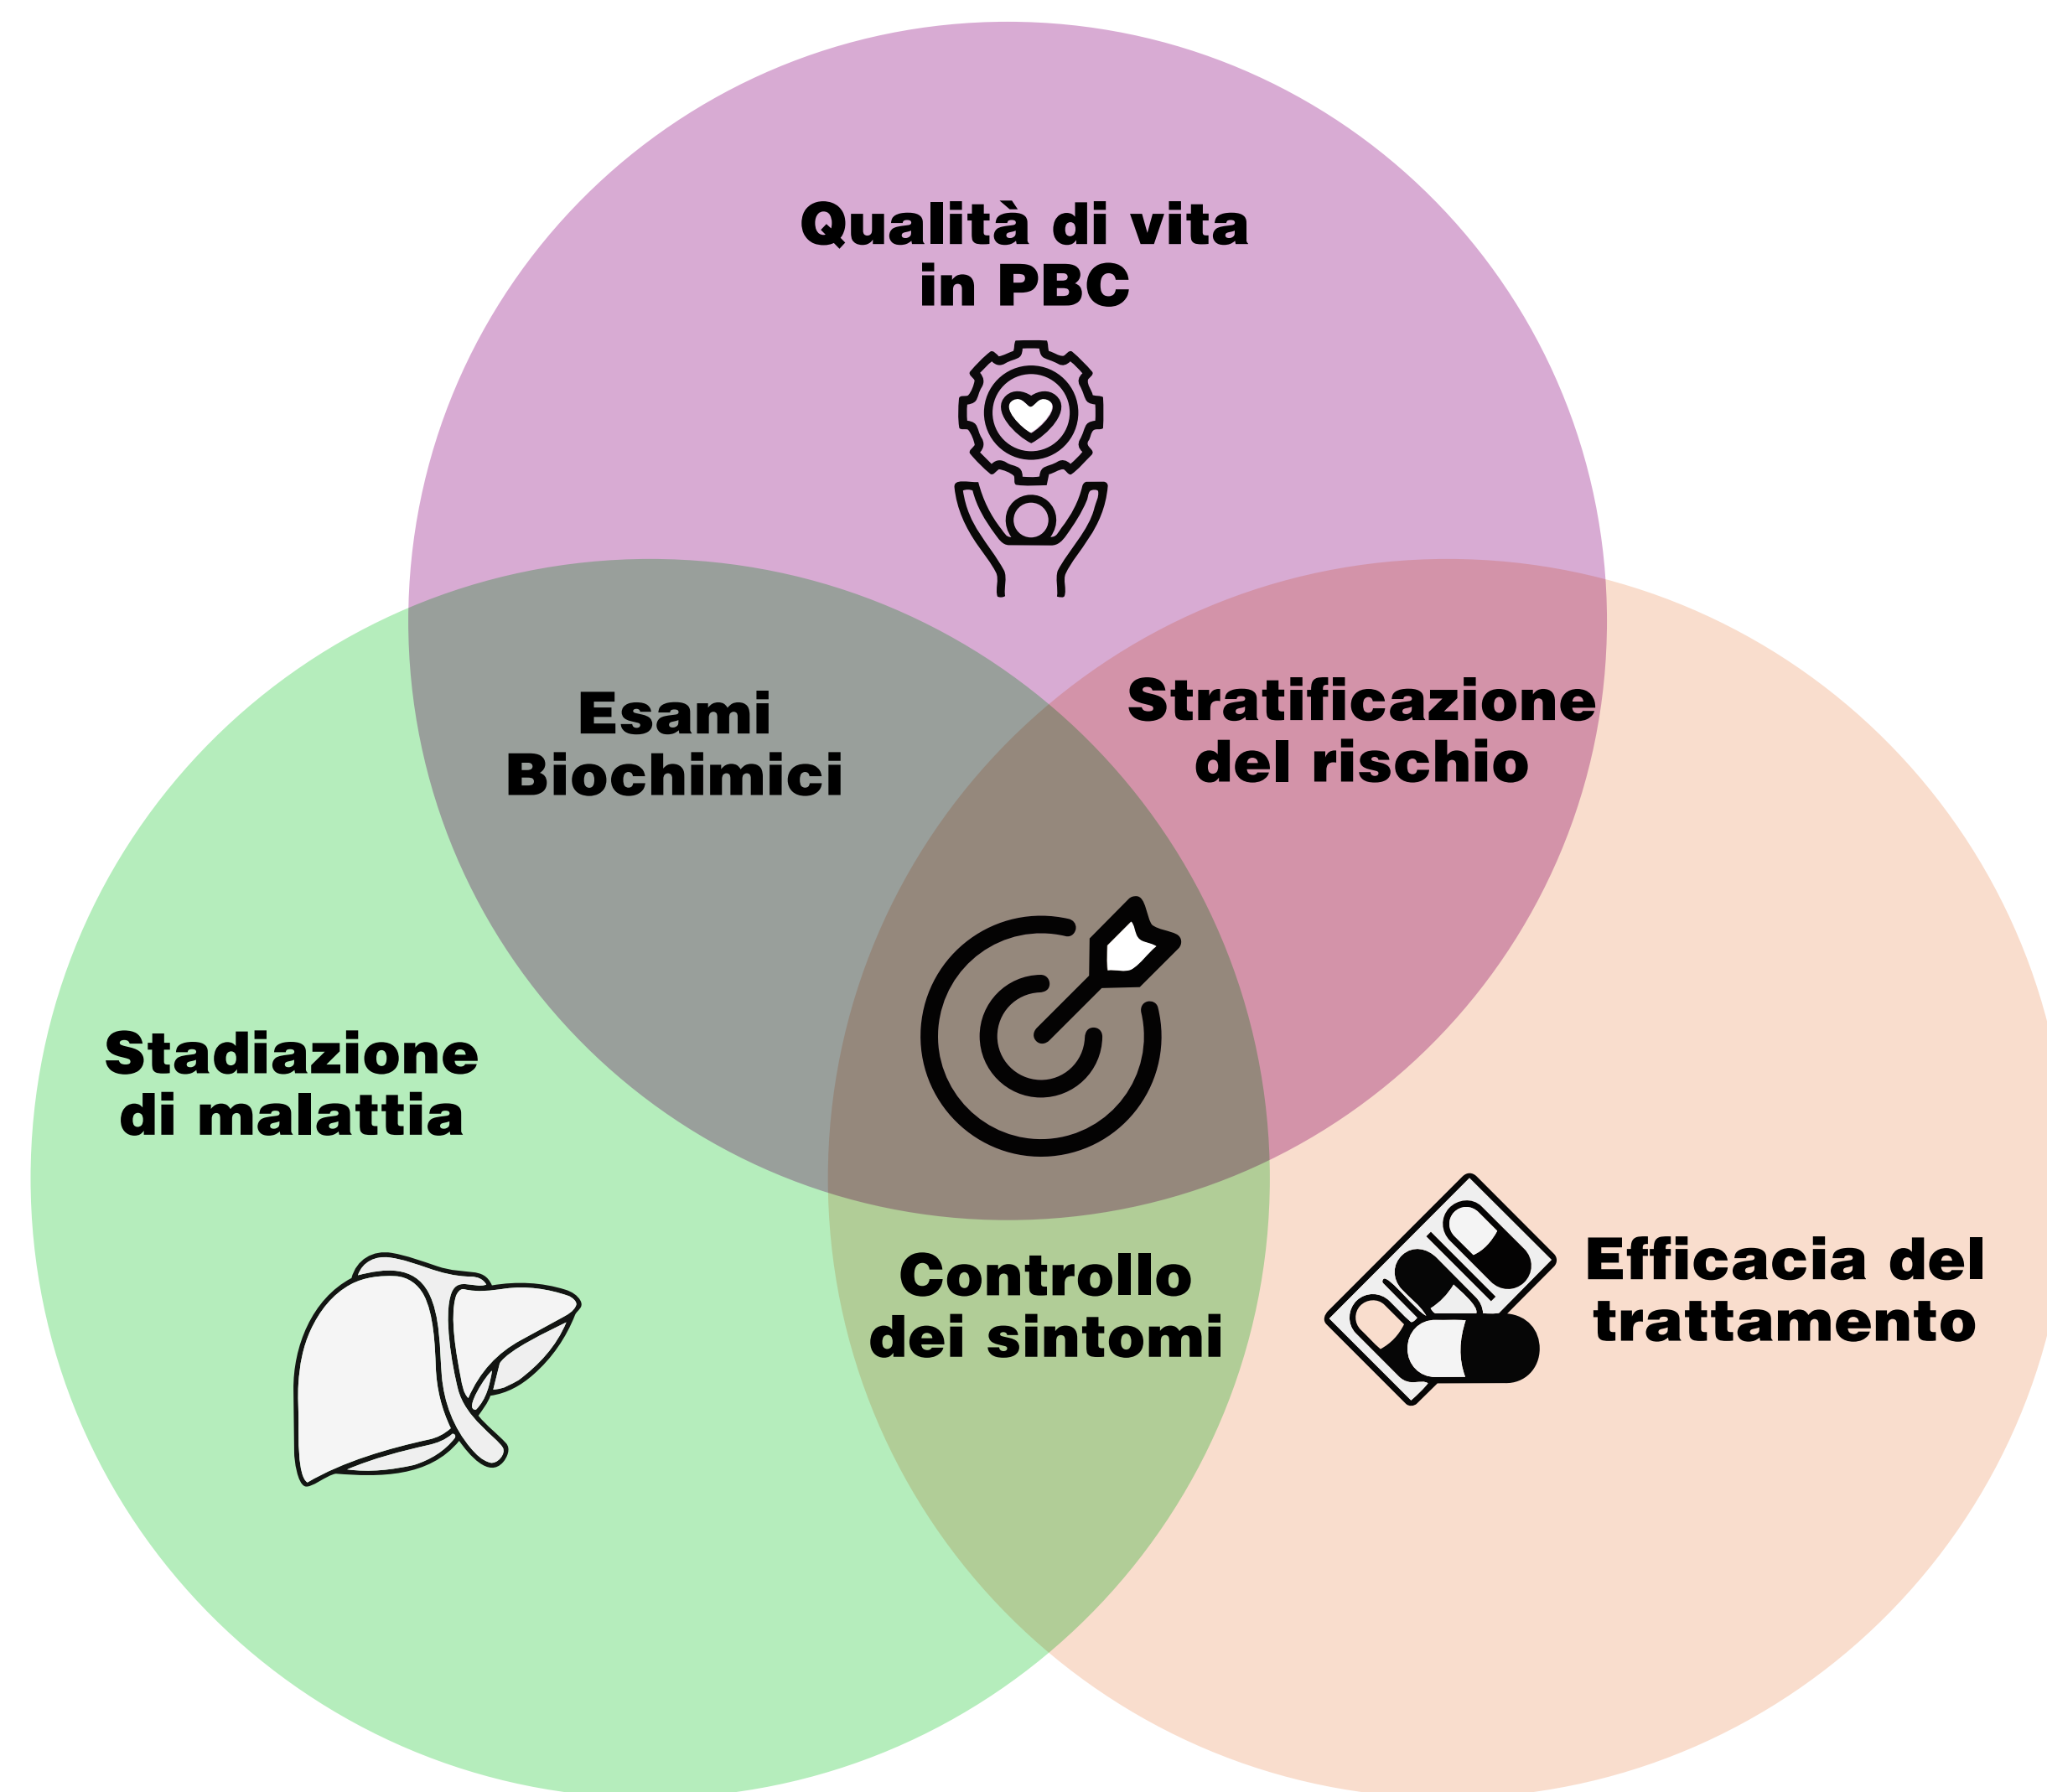 Qualità di vita
in PBC
Esami
Biochimici
Stratificazione
del rischio
Stadiazione
di malattia
Controllo
dei sintomi
Efficacia del
trattamento